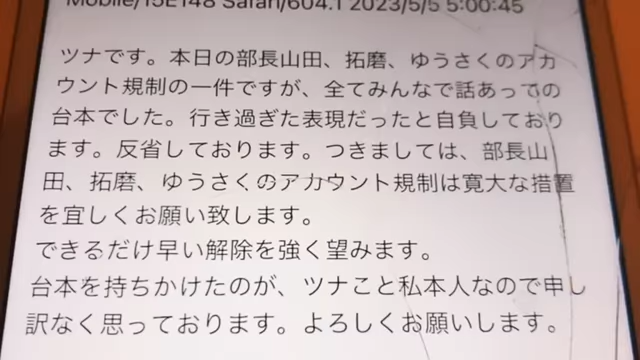 Mobile/15E148 Safari/604.1 2023/5/5 5:00:45
ツナです。本日の部長山田、拓磨、ゆうさくのアカ
ウント規制の一件ですが、全てみんなで話あっての
台本でした。行き過ぎた表現だったと自負しており
ます。反省しております。つきましては、部長山
田、拓磨、ゆうさくのアカウント規制は寛大な措置
を宜しくお願い致します。
できるだけ早い解除を強く望みます。
台本を持ちかけたのが、ツナこと私本人なので申し
訳なく思っております。よろしくお願いします。